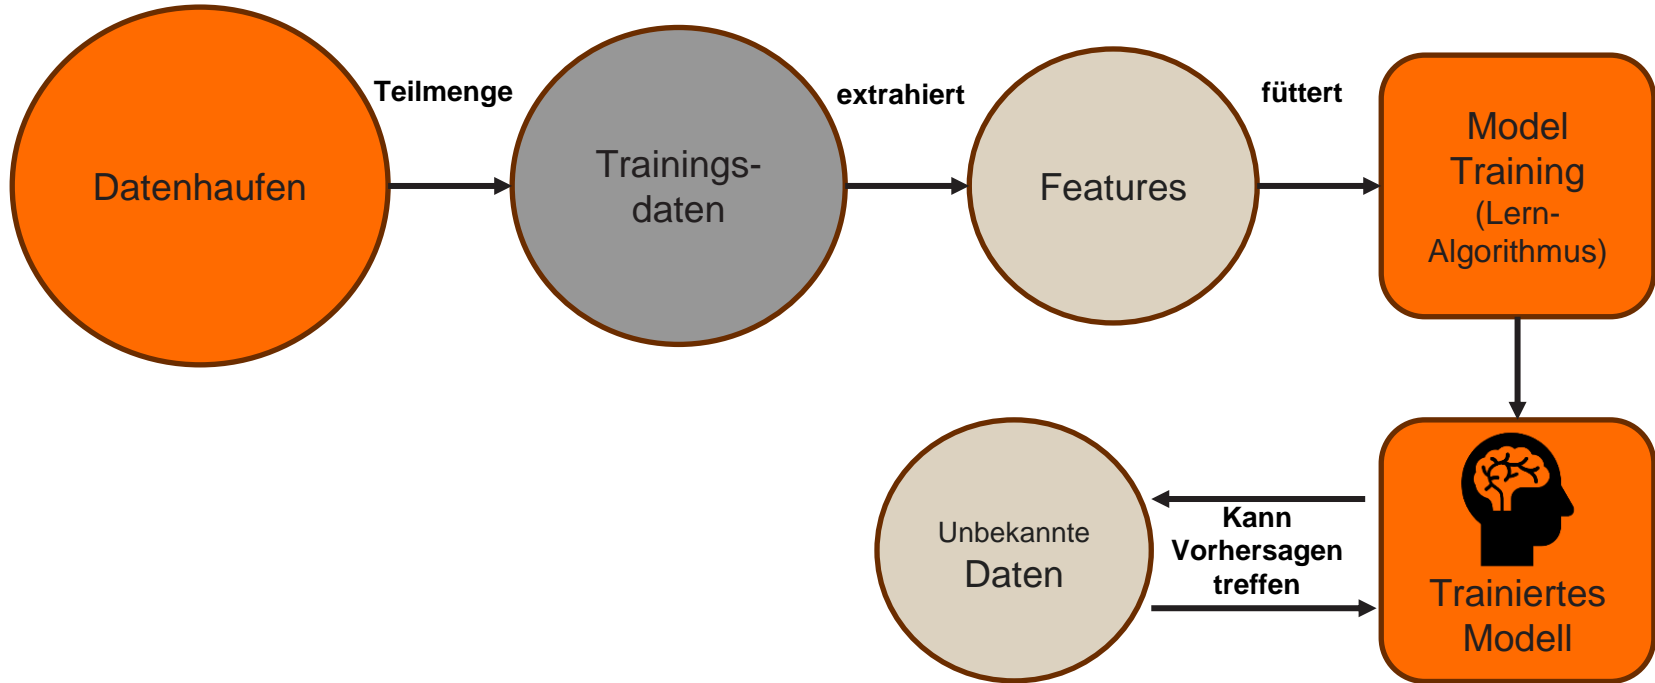 Datenhaufen
Teilmenge
Trainings-
daten
extrahiert
Features
füttert
Model
Training
(Lern-
Algorithmus)
Unbekannte
Daten
Kann
Vorhersagen
treffen
Trainiertes
Modell